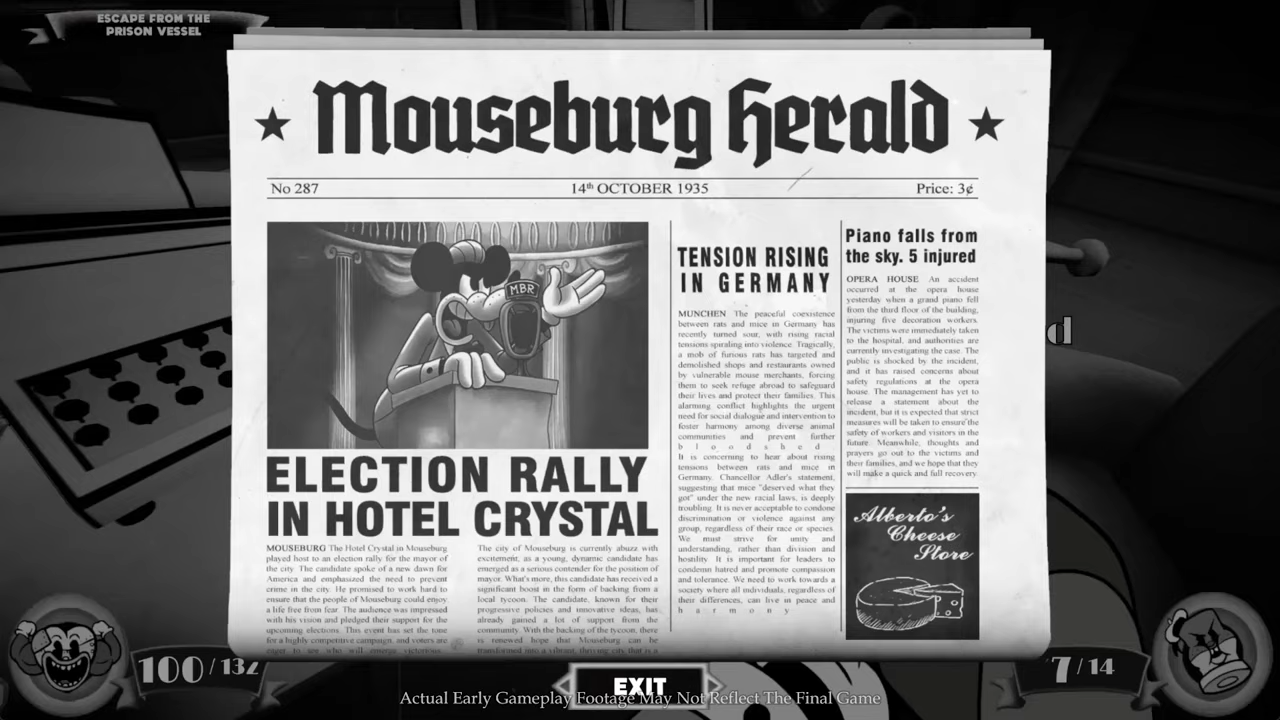 ESCAPE FROM THE
PRISON VESSEL
Mouseburg Herald
No 287
14th OCTOBER 1935
Price: 3¢
MBR
ELECTION RALLY
IN HOTEL CRYSTAL
MOUSEBURG The Hotel Crystal in Mouseburg
played host to an election rally for the mayor of
the city. The candidate spoke of a new dawn for
America and emphasized the need to prevent
crime in the city. He promised to work hard to
ensure that the people of Mouseburg could enjoy
a life free from fear. The audience was impressed
with his vision and pledged their support for the
upcoming elections. This event has set the tone
for a highly competitive campaign, and voters are
eager to see who will emerge victorious.
The city of Mouseburg is currently abuzz with
excitement, as a young, dynamic candidate has
emerged as a serious contender for the position of
mayor. What's more, this candidate has received a
significant boost in the form of backing from a
local tycoon. The candidate, known for their
progressive policies and innovative ideas, has
already gained a lot of support from the
community. With the backing of the tycoon, there
is renewed hope that Mouseburg can be
transformed into a vibrant, thriving city that is a
TENSION RISING
IN GERMANY
MUNCHEN The peaceful coexistence
between rats and mice in Germany has
recently turned sour, with rising racial
tensions spiraling into violence. Tragically,
a mob of furious rats has targeted and
demolished shops and restaurants owned
by vulnerable mouse merchants, forcing
them to seek refuge abroad to safeguard
their lives and protect their families. This
alarming conflict highlights the urgent
need for social dialogue and intervention to
foster harmony among diverse animal
communities and prevent further
bloodshed
It is concerning to hear about rising
tensions between rats and mice in
Germany. Chancellor Adler's statement,
suggesting that mice "deserved what they
got" under the new racial laws, is deeply
troubling. It is never acceptable to condone
discrimination or violence against any
group, regardless of their race or species.
We must strive for unity and
understanding, rather than division and
hostility. It is important for leaders to
condemn hatred and promote compassion
and tolerance. We need to work towards a
society where all individuals, regardless of
their differences, can live in peace and
harmony
Piano falls from
the sky. 5 injured
OPERA HOUSE An accident
occurred at the opera house
yesterday when a grand piano fell
from the third floor of the building,
injuring five decoration workers.
The victims were immediately taken
to the hospital, and authorities are
currently investigating the case. The
public is shocked by the incident,
and it has raised concerns about
safety regulations at the opera
house. The management has yet to
release a statement about the
incident, but it is expected that strict
measures will be taken to ensure the
safety of workers and visitors in the
future. Meanwhile, thoughts and
prayers go out to the victims and
their families, and we hope that they
will make a quick and full recovery.
Alberto's
Cheese
Store
d
100 / 132
7 / 14
EXIT
Actual Early Gameplay Footage May Not Reflect The Final Game